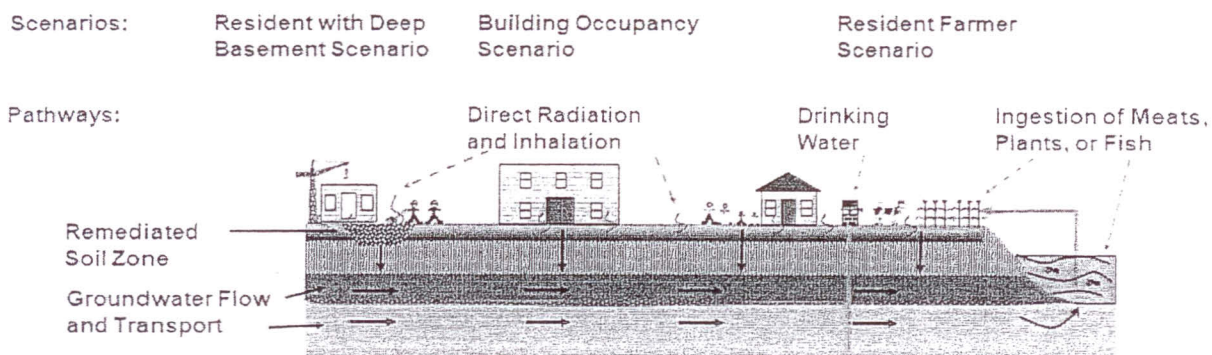 Scenarios:
Resident with Deep
Basement Scenario
Building Occupancy
Scenario
Resident Farmer
Scenario
Pathways:
Direct Radiation
and Inhalation
Drinking
Water
Ingestion of Meats,
Plants, or Fish
Remediated
Soil Zone
Groundwater Flow
and Transport